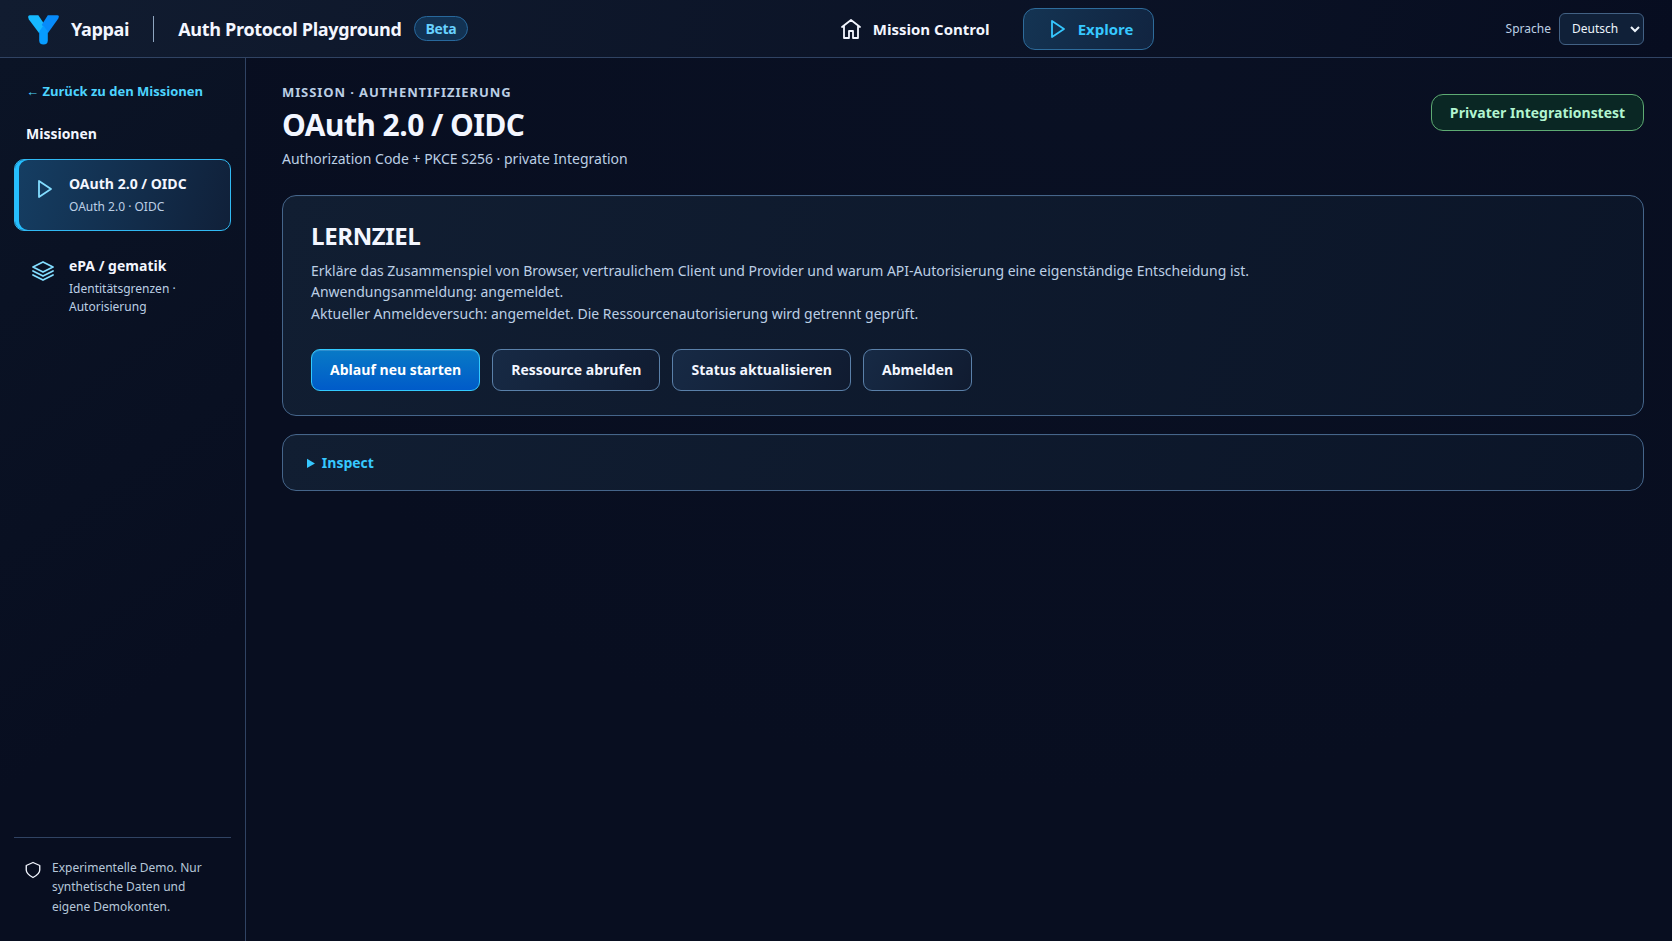 Yappai
Auth Protocol Playground
Beta
Mission Control
Explore
Sprache
Deutsch
← Zurück zu den Missionen
Missionen
OAuth 2.0 / OIDC
OAuth 2.0 · OIDC
ePA / gematik
Identitätsgrenzen ·
Autorisierung
Experimentelle Demo. Nur
synthetische Daten und
eigene Demokonten.
MISSION · AUTHENTIFIZIERUNG
OAuth 2.0 / OIDC
Authorization Code + PKCE S256 · private Integration
Privater Integrationstest
LERNZIEL
Erkläre das Zusammenspiel von Browser, vertraulichem Client und Provider und warum API-Autorisierung eine eigenständige Entscheidung ist.
Anwendungsanmeldung: angemeldet.
Aktueller Anmeldeversuch: angemeldet. Die Ressourcenautorisierung wird getrennt geprüft.
Ablauf neu starten
Ressource abrufen
Status aktualisieren
Abmelden
Inspect